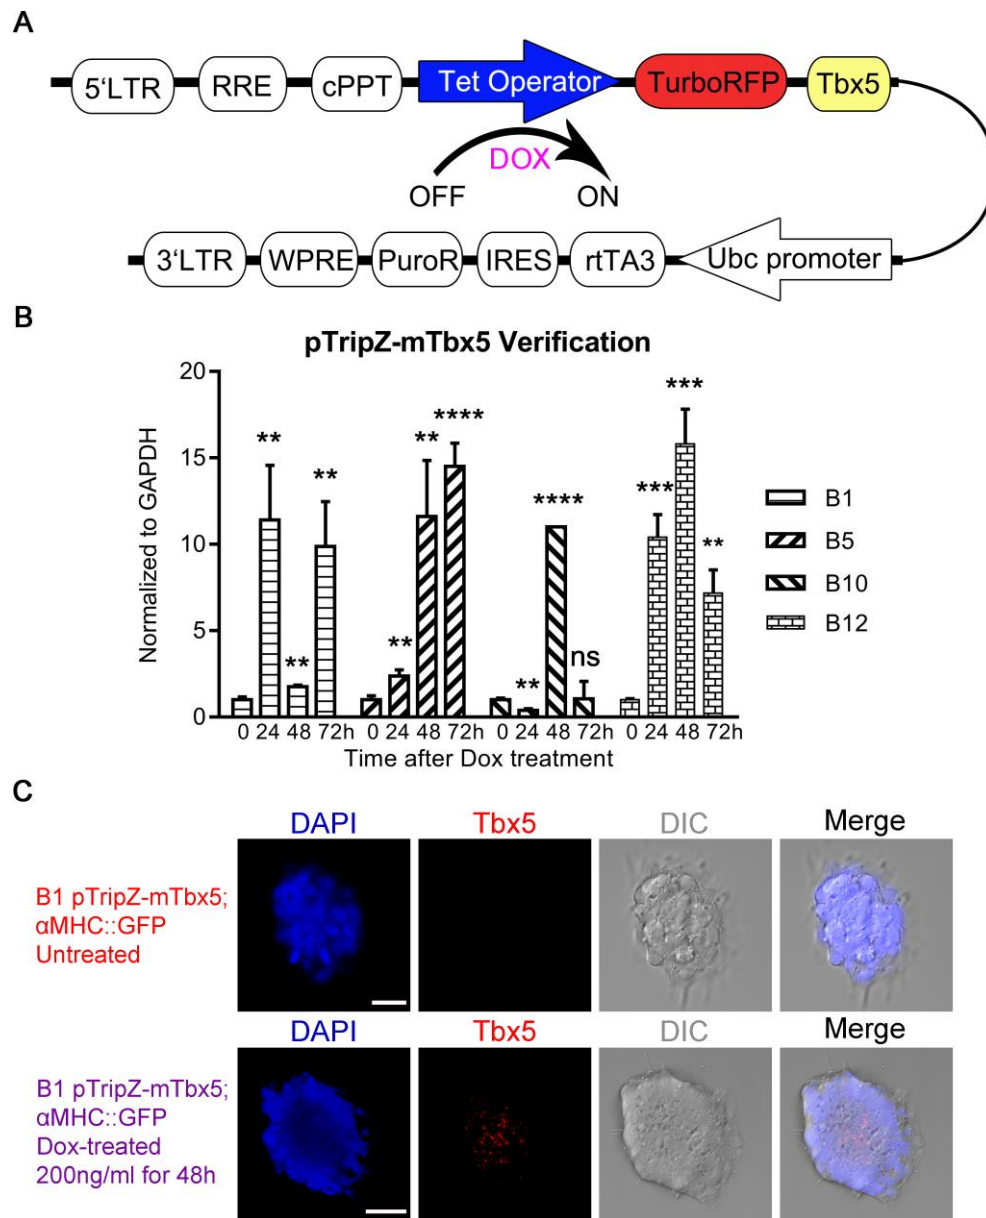 A
5‘LTR RRE cPPT Tet Operator TurboRFP Tbx5
DOX
OFF ON
3‘LTR WPRE PuroR IRES rtTA3 Ubc promoter
B
pTripZ-mTbx5 Verification
Normalized to GAPDH
20
15
10
5
0
** ** ** ** ** **** ** **** ns *** *** **
B1
B5
B10
B12
0 24 48 72h 0 24 48 72h 0 24 48 72h 0 24 48 72h
Time after Dox treatment
C
DAPI Tbx5 DIC Merge
B1 pTripZ-mTbx5;
αMHC::GFP
Untreated
DAPI Tbx5 DIC Merge
B1 pTripZ-mTbx5;
αMHC::GFP
Dox-treated
200ng/ml for 48h